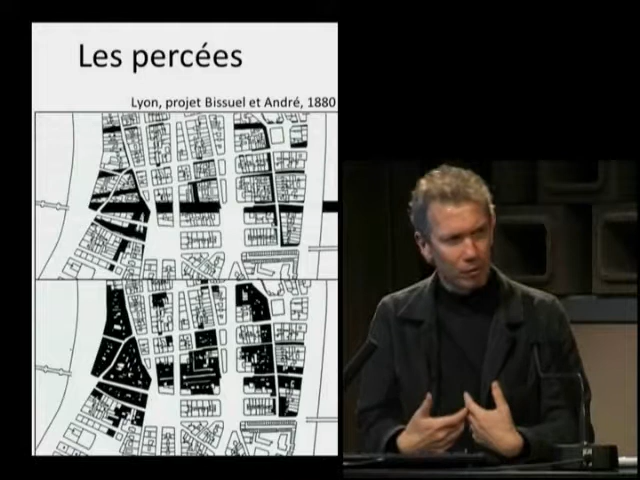 Les percées
Lyon, projet Bissuel et André, 1880